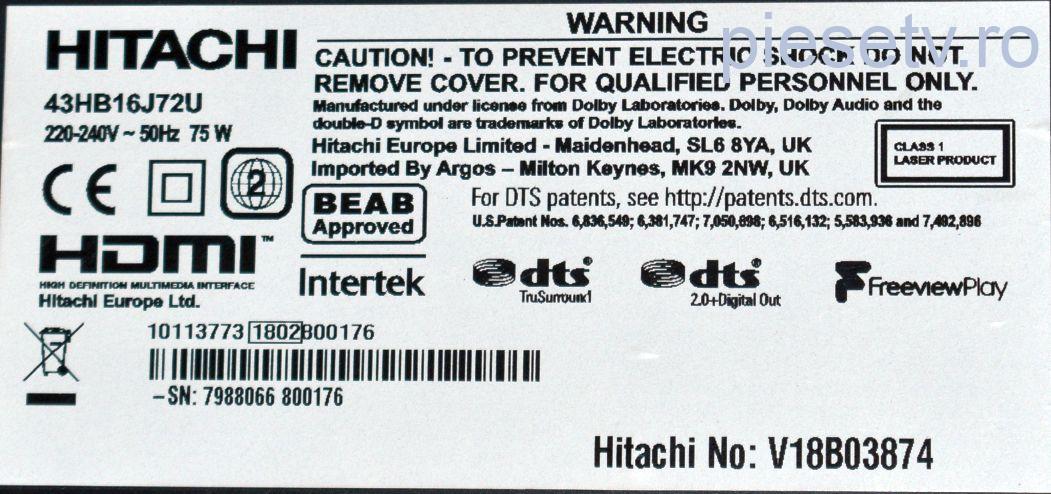 HITACHI
43HB16J72U
220-240V ~ 50Hz 75 W
CE
2
HDMI™
HIGH DEFINITION MULTIMEDIA INTERFACE
Hitachi Europe Ltd.
WARNING
piesetv.ro
CAUTION! - TO PREVENT ELECTRIC SHOCK DO NOT
REMOVE COVER. FOR QUALIFIED PERSONNEL ONLY.
Manufactured under license from Dolby Laboratories. Dolby, Dolby Audio and the
double-D symbol are trademarks of Dolby Laboratories.
Hitachi Europe Limited - Maidenhead, SL6 8YA, UK
Imported By Argos – Milton Keynes, MK9 2NW, UK
CLASS 1
LASER PRODUCT
BEAB
Approved
Intertek
For DTS patents, see http://patents.dts.com.
U.S.Patent Nos. 6,836,549; 6,381,747; 7,050,898; 6,516,132; 5,583,936 and 7,492,896
dts®
TruSurround
dts®
2.0+Digital Out
FreeviewPlay
10113773 1802 800176
–SN: 7988066 800176
Hitachi No: V18B03874